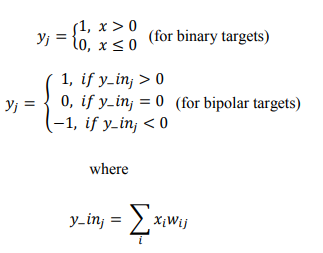 y_j = {1, x > 0
0, x ≤ 0 (for binary targets)
y_j = { 1, if y_in_j > 0
0, if y_in_j = 0 (for bipolar targets)
−1, if y_in_j < 0
where
y_in_j = ∑_i x_i w_ij